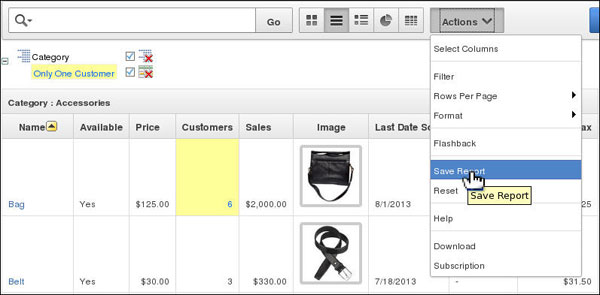 Go
Actions
Category
Only One Customer
Category : Accessories
Name Available Price Customers Sales Image Last Date So ax
Bag Yes $125.00 6 $2,000.00 8/1/2013 25
Belt Yes $30.00 3 $330.00 7/18/2013 - $31.50
Select Columns
Filter
Rows Per Page
Format
Flashback
Save Report
Reset
Save Report
Help
Download
Subscription